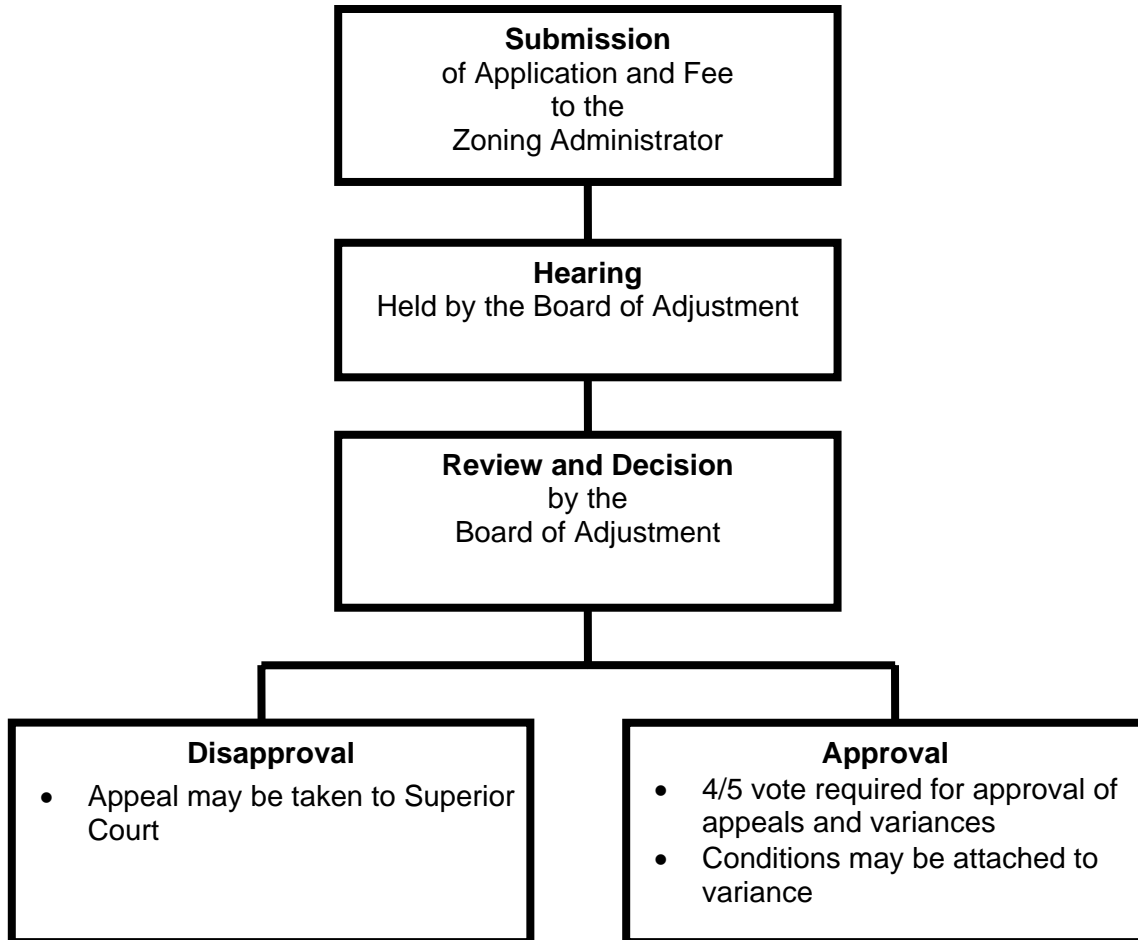 Submission
of Application and Fee
to the
Zoning Administrator
Hearing
Held by the Board of Adjustment
Review and Decision
by the
Board of Adjustment
Disapproval
• Appeal may be taken to Superior
Court
Approval
• 4/5 vote required for approval of
appeals and variances
• Conditions may be attached to
variance